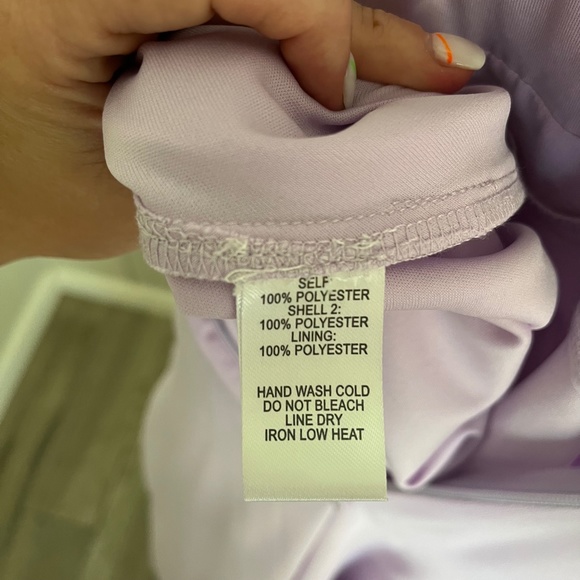 SELF:
100% POLYESTER
SHELL 2:
100% POLYESTER
LINING:
100% POLYESTER
HAND WASH COLD
DO NOT BLEACH
LINE DRY
IRON LOW HEAT